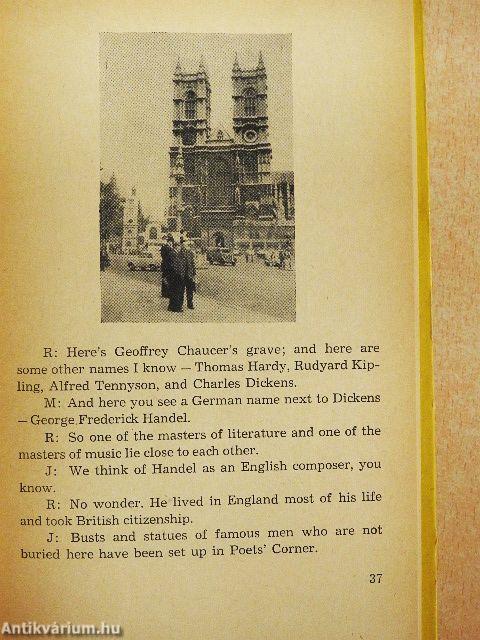 R: Here's Geoffrey Chaucer's grave; and here are
some other names I know — Thomas Hardy, Rudyard Kip-
ling, Alfred Tennyson, and Charles Dickens.
M: And here you see a German name next to Dickens
— George Frederick Handel.
R: So one of the masters of literature and one of the
masters of music lie close to each other.
J: We think of Handel as an English composer, you
know.
R: No wonder. He lived in England most of his life
and took British citizenship.
J: Busts and statues of famous men who are not
buried here have been set up in Poets' Corner.
37
Antikvárium.hu